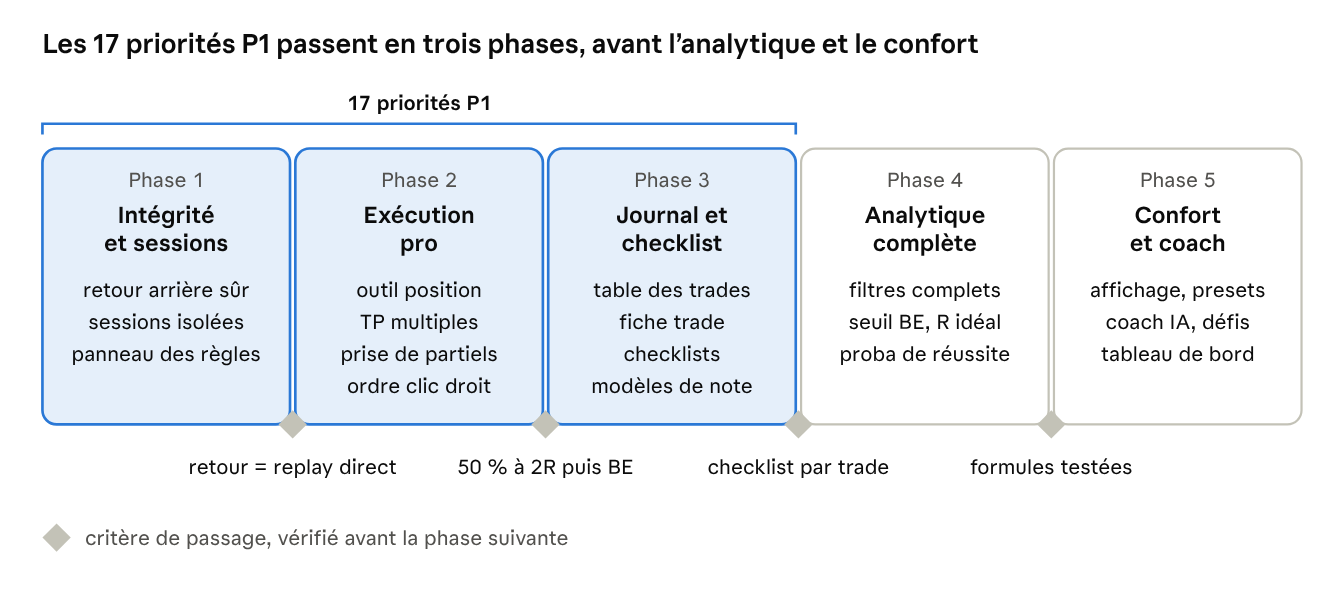 Les 17 priorités P1 passent en trois phases, avant l’analytique et le confort
17 priorités P1
Phase 1
Intégrité
et sessions
retour arrière sûr
sessions isolées
panneau des règles
Phase 2
Exécution
pro
outil position
TP multiples
prise de partiels
ordre clic droit
Phase 3
Journal et
checklist
table des trades
fiche trade
checklists
modèles de note
Phase 4
Analytique
complète
filtres complets
seuil BE, R idéal
proba de réussite
Phase 5
Confort
et coach
affichage, presets
coach IA, défis
tableau de bord
retour = replay direct
50 % à 2R puis BE
checklist par trade
formules testées
critère de passage, vérifié avant la phase suivante